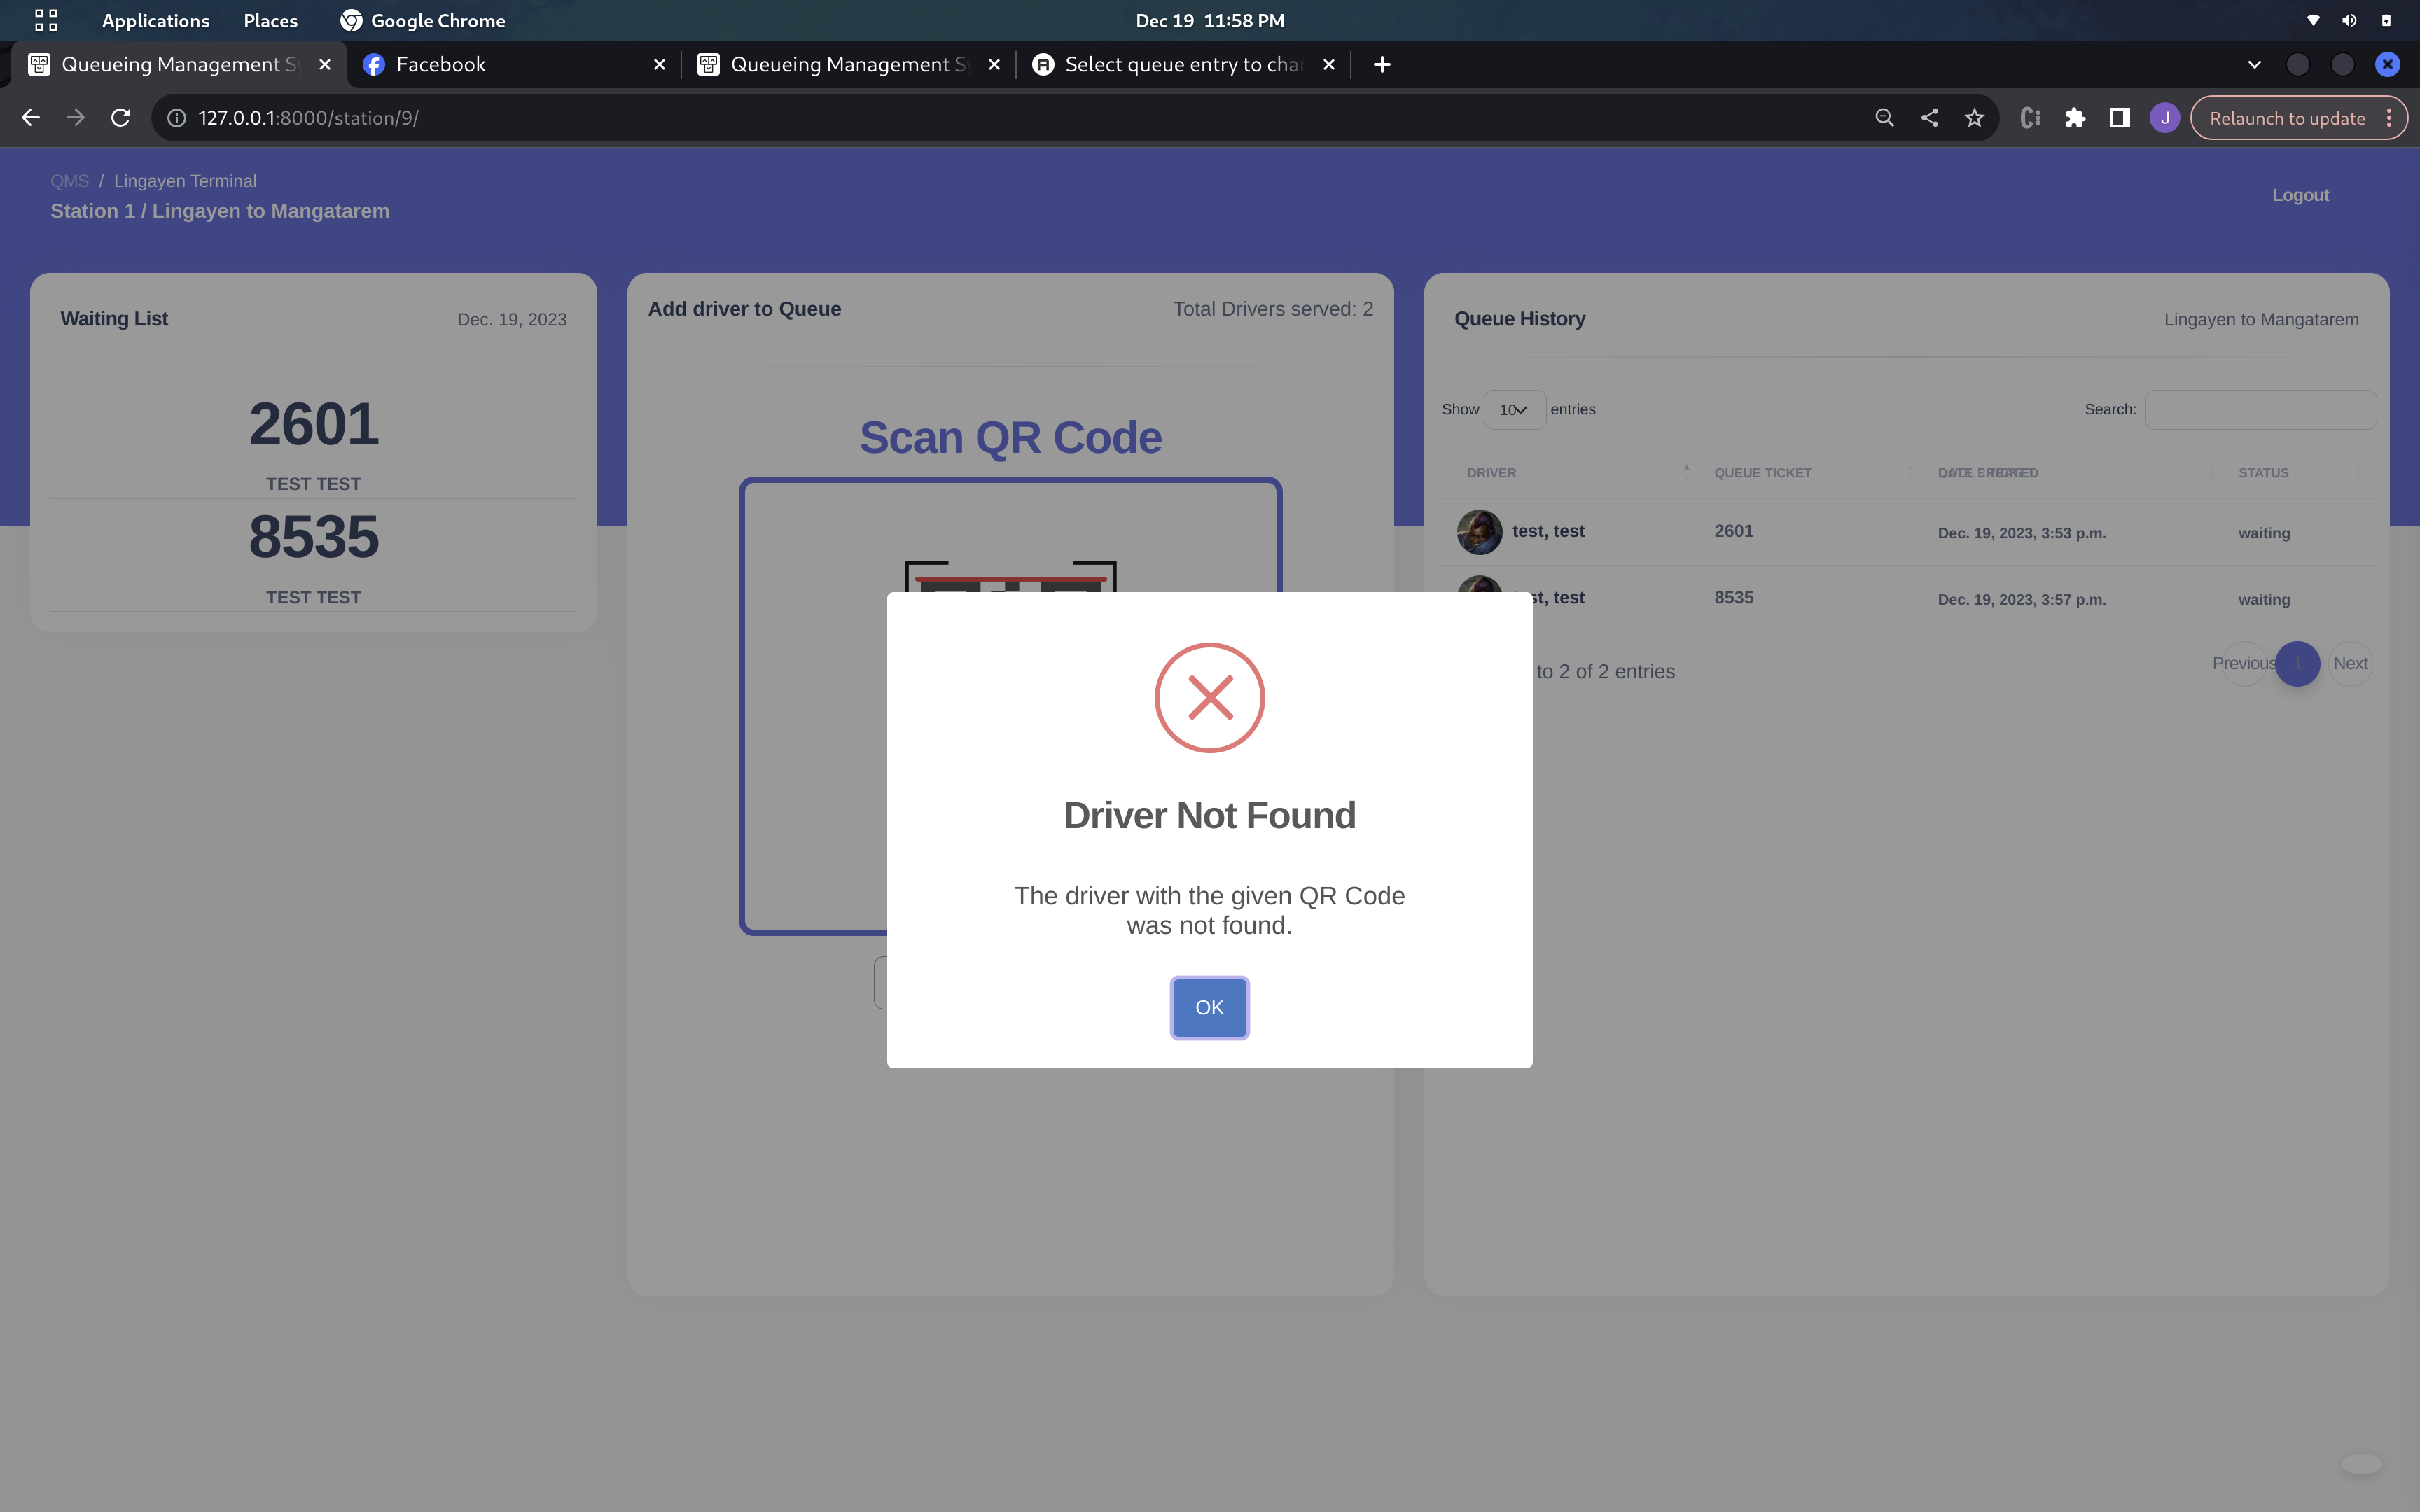 Applications Places Google Chrome Dec 19 11:58 PM
Queueing Management S Facebook Queueing Management S Select queue entry to cha
127.0.0.1:8000/station/9/ J Relaunch to update
QMS / Lingayen Terminal
Station 1 / Lingayen to Mangatarem
Logout
Waiting List Dec. 19, 2023
2601
TEST TEST
8535
TEST TEST
Add driver to Queue Total Drivers served: 2
Scan QR Code
Queue History Lingayen to Mangatarem
Show 10 entries Search:
DRIVER QUEUE TICKET STATUS
test, test 2601 Dec. 19, 2023, 3:53 p.m. waiting
st, test 8535 Dec. 19, 2023, 3:57 p.m. waiting
to 2 of 2 entries Previous 1 Next
Driver Not Found
The driver with the given QR Code
was not found.
OK